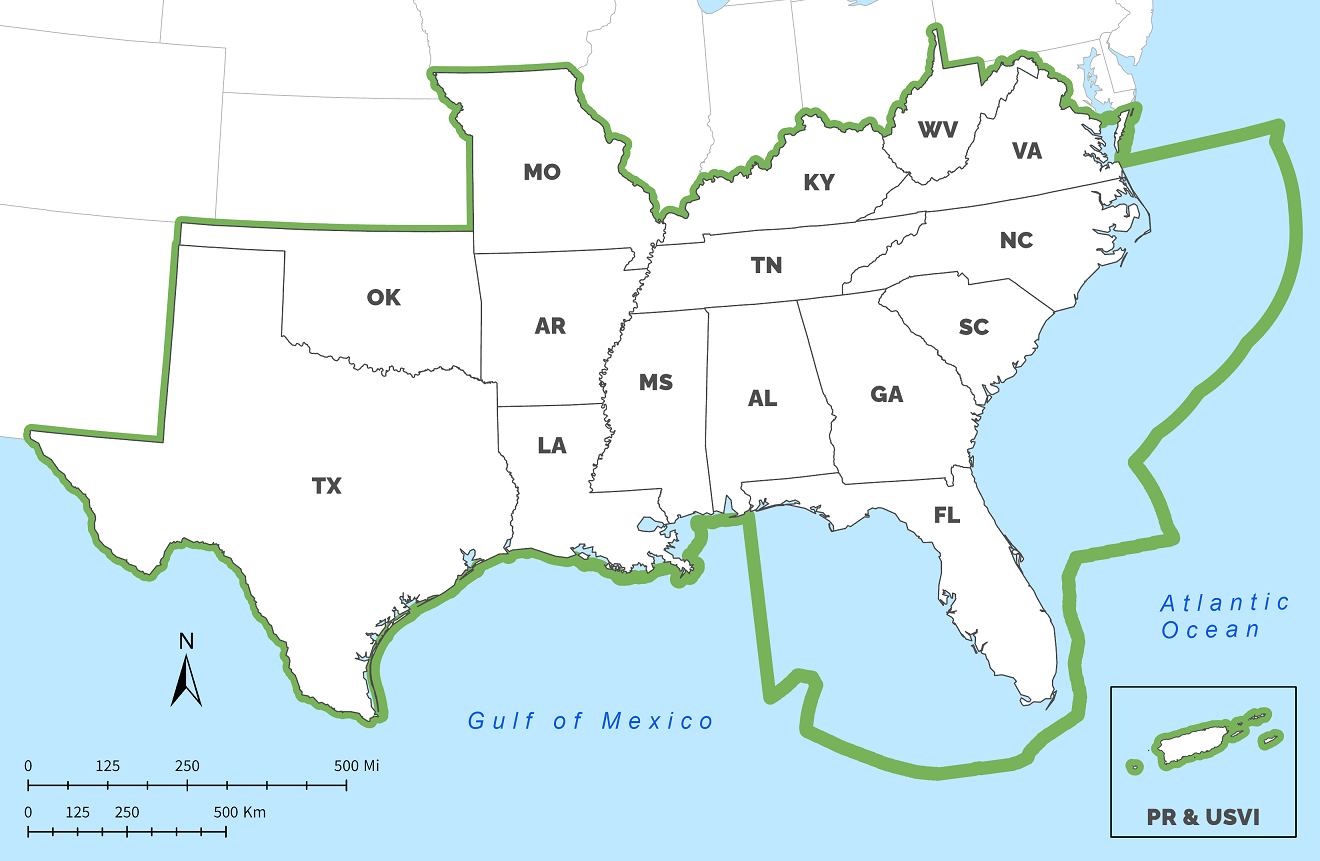 WV
VA
MO
KY
NC
TN
OK
AR
SC
MS
AL
GA
LA
TX
FL
Atlantic
Ocean
N
Gulf of Mexico
0 125 250 500 Mi
0 125 250 500 Km
PR & USVI